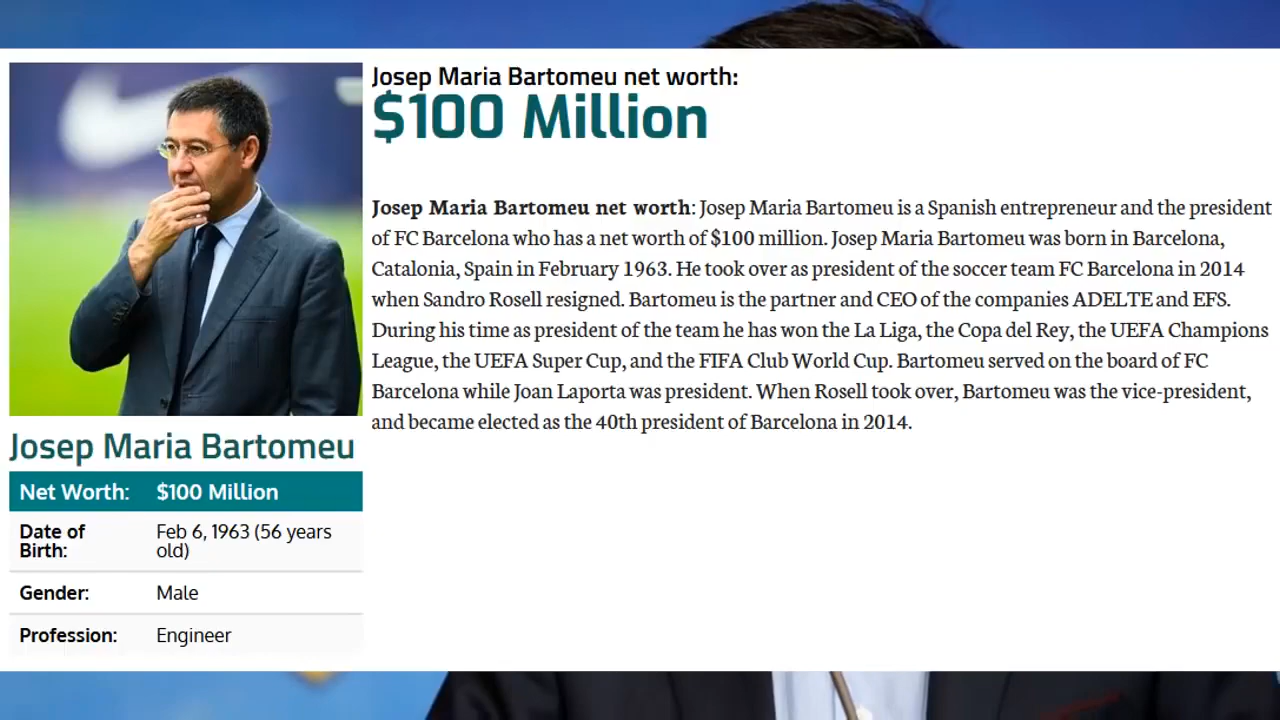 Josep Maria Bartomeu net worth:
$100 Million
Josep Maria Bartomeu net worth: Josep Maria Bartomeu is a Spanish entrepreneur and the president
of FC Barcelona who has a net worth of $100 million. Josep Maria Bartomeu was born in Barcelona,
Catalonia, Spain in February 1963. He took over as president of the soccer team FC Barcelona in 2014
when Sandro Rosell resigned. Bartomeu is the partner and CEO of the companies ADELTE and EFS.
During his time as president of the team he has won the La Liga, the Copa del Rey, the UEFA Champions
League, the UEFA Super Cup, and the FIFA Club World Cup. Bartomeu served on the board of FC
Barcelona while Joan Laporta was president. When Rosell took over, Bartomeu was the vice-president,
and became elected as the 40th president of Barcelona in 2014.
Josep Maria Bartomeu
Net Worth: $100 Million
Date of Feb 6, 1963 (56 years
Birth: old)
Gender: Male
Profession: Engineer